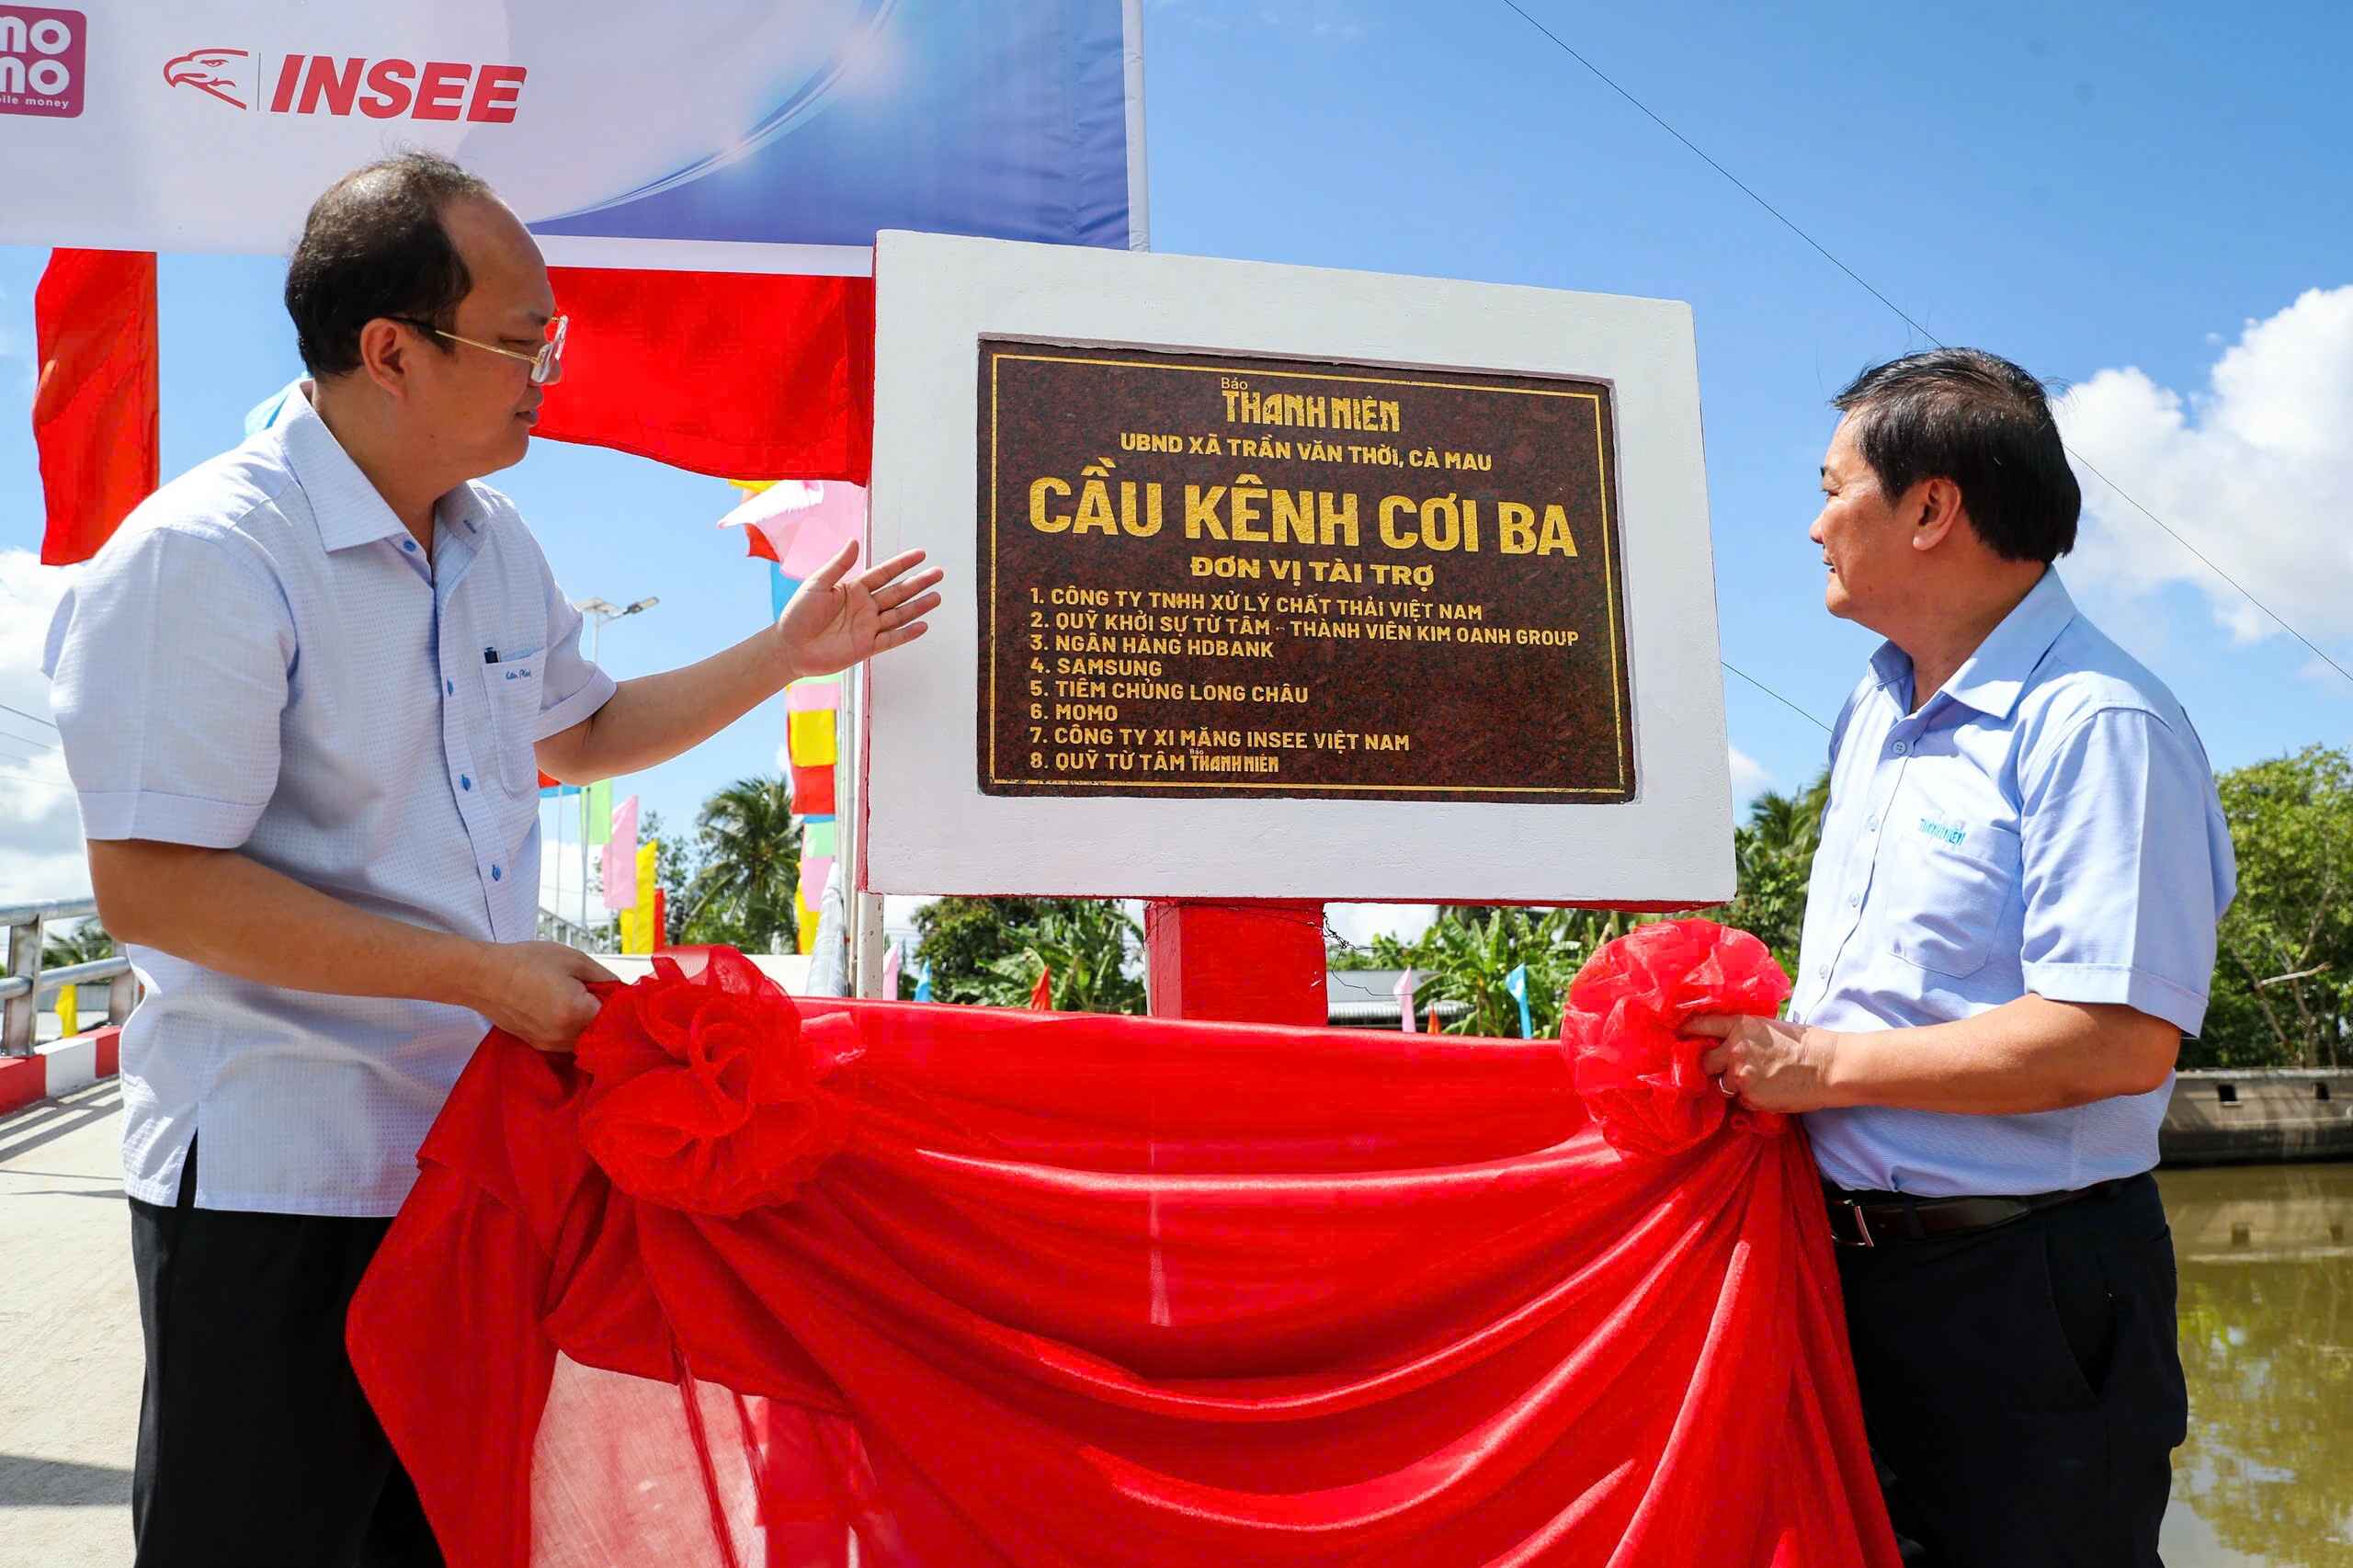 mo
mo
mobile money
INSEE
Báo
THANH NIÊN
UBND XÃ TRẦN VĂN THỜI, CÀ MAU
CẦU KÊNH CƠI BA
ĐƠN VỊ TÀI TRỢ
1. CÔNG TY TNHH XỬ LÝ CHẤT THẢI VIỆT NAM
2. QUỸ KHỞI SỰ TỪ TÂM - THÀNH VIÊN KIM OANH GROUP
3. NGÂN HÀNG HDBANK
4. SAMSUNG
5. TIÊM CHỦNG LONG CHÂU
6. MOMO
7. CÔNG TY XI MĂNG INSEE VIỆT NAM
8. QUỸ TỪ TÂM Báo THANH NIÊN
THANH NIÊN